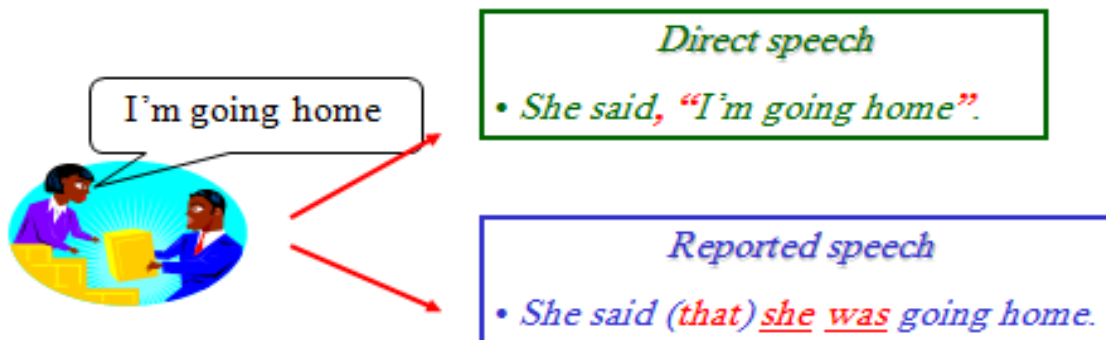 I'm going home
Direct speech
• She said, “I'm going home”.
Reported speech
• She said (that) she was going home.